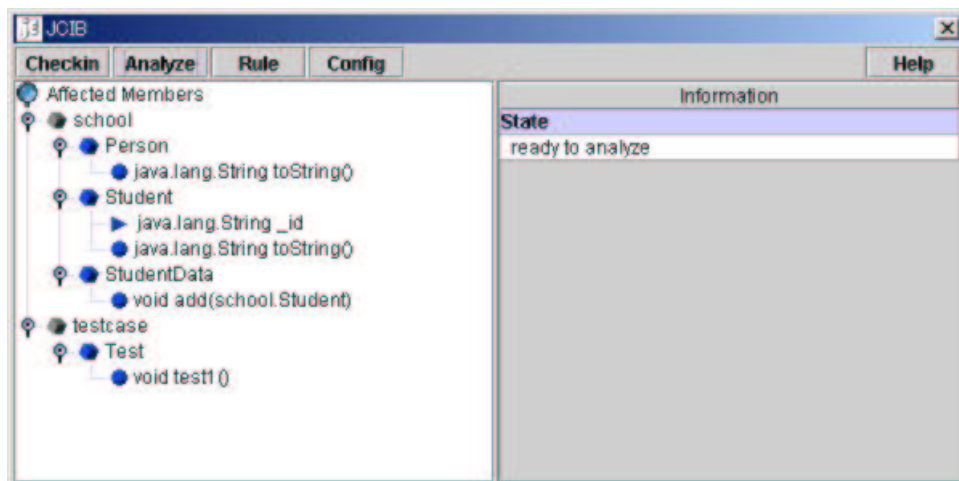 JCIB
Checkin Analyze Rule Config Help
Affected Members
school
Person
java.lang.String toString()
Student
java.lang.String _id
java.lang.String toString()
StudentData
void add(school.Student)
testcase
Test
void test1()
Information
State
ready to analyze